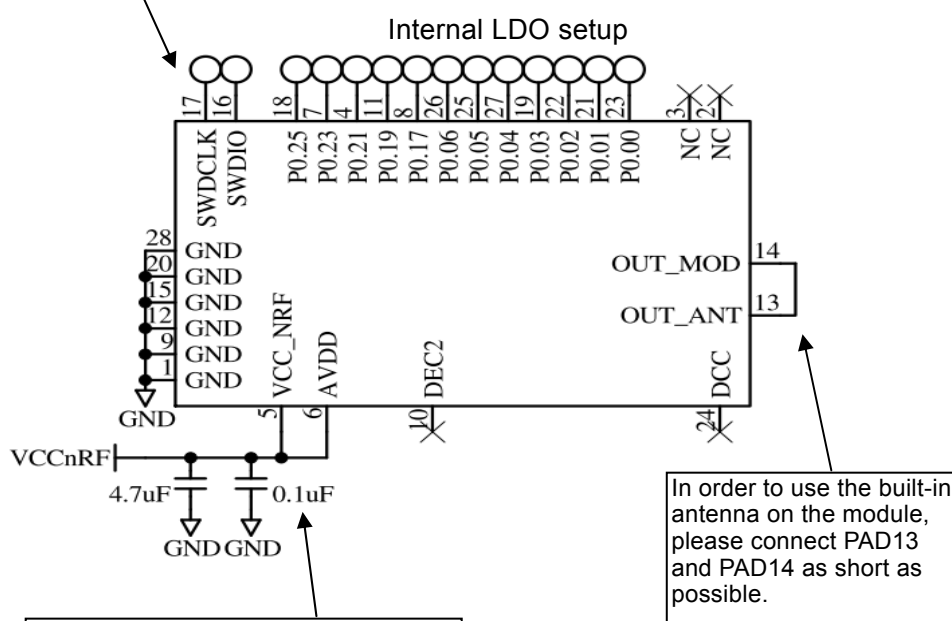 Internal LDO setup
17 16 18 7 4 11 8 26 25 27 19 22 21 23 3 2
SWDCLK SWDIO P0.25 P0.23 P0.21 P0.19 P0.17 P0.06 P0.05 P0.04 P0.03 P0.02 P0.01 P0.00 NC NC
28 GND
20 GND
15 GND
12 GND
9 GND
1 GND
GND
OUT_MOD 14
OUT_ANT 13
VCC_NRF AVDD DEC2 DCC
5 6 10 24
VCCnRF
4.7uF 0.1uF
GND GND
In order to use the built-in
antenna on the module,
please connect PAD13
and PAD14 as short as
possible.